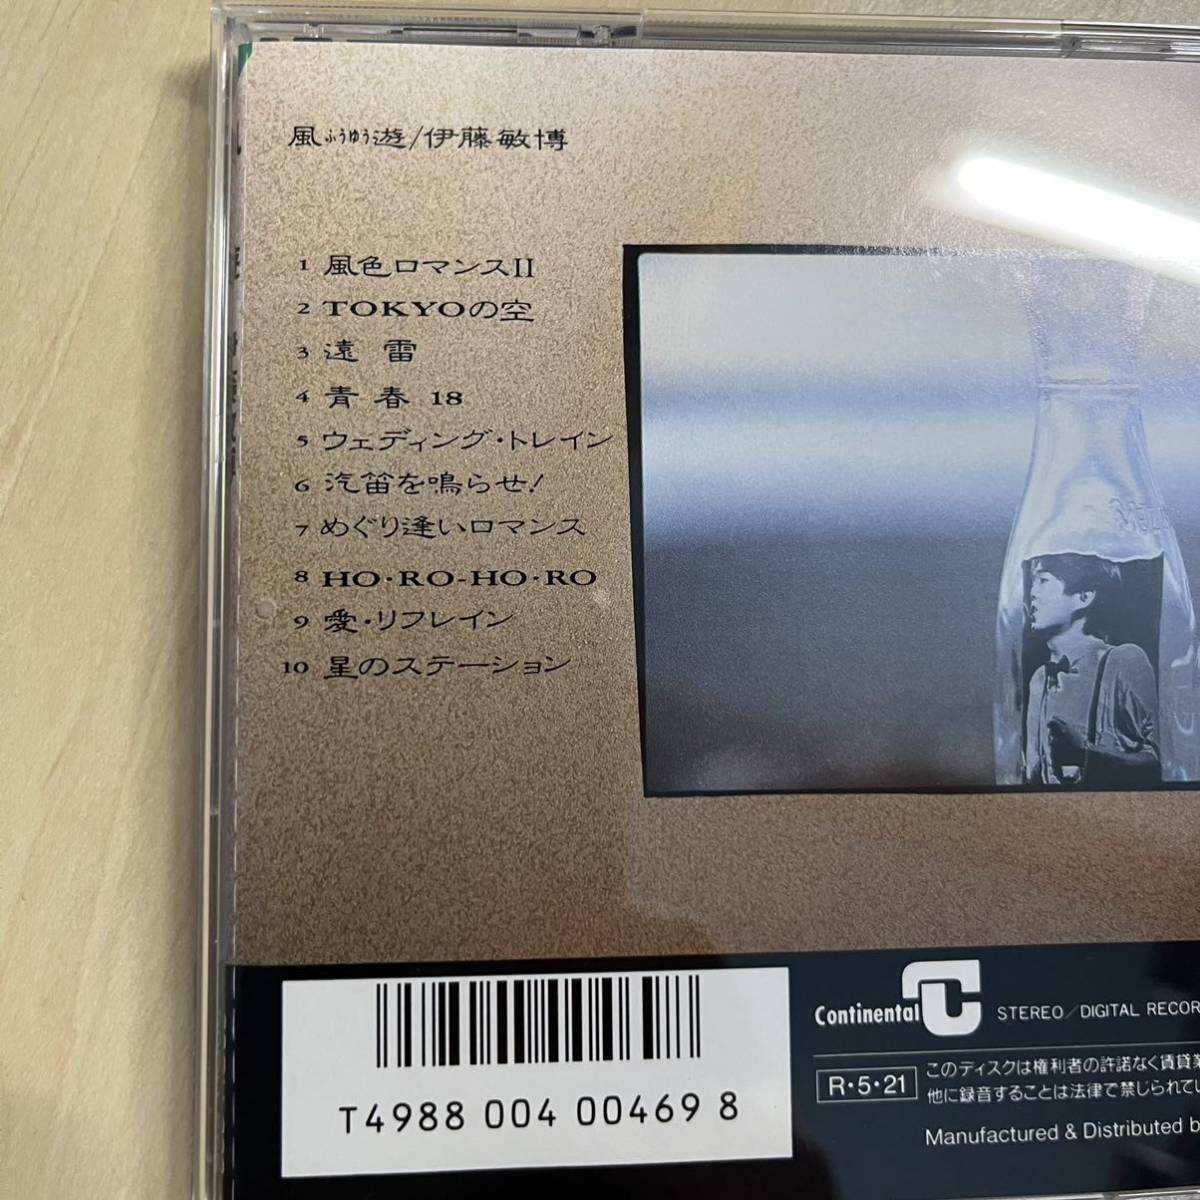 風ふうゆう遊/伊藤敏博
1 風色ロマンスII
2 TOKYOの空
3 遠 雷
4 青 春 18
5 ウェディング・トレイン
6 汽笛を鳴らせ!
7 めぐり逢いロマンス
8 HO・RO-HO・RO
9 愛・リフレイン
10 星のステーション
Continental
STEREO/DIGITAL RECOR
R・5・21
このディスクは権利者の許諾なく賃貸業
他に録音することは法律で禁じられてい
Manufactured & Distributed b
T4988 004 00469 8